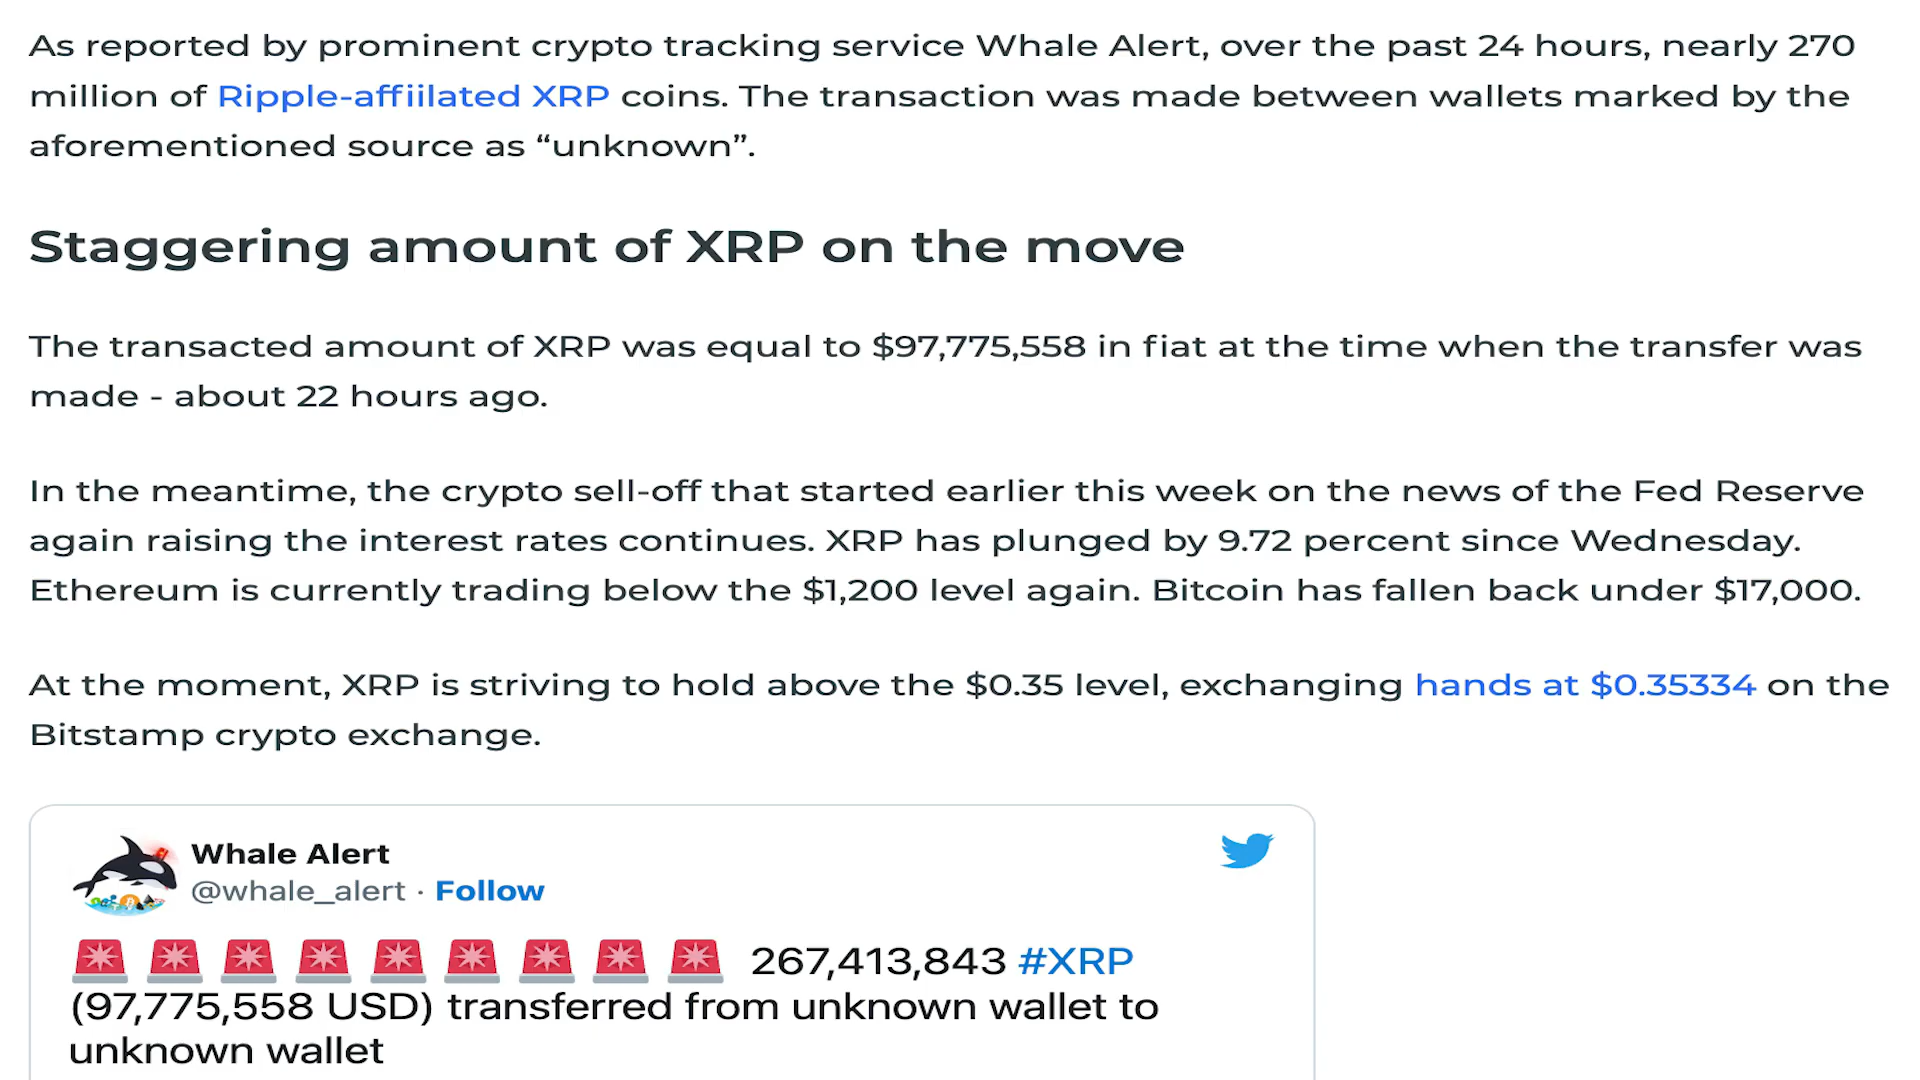 As reported by prominent crypto tracking service Whale Alert, over the past 24 hours, nearly 270
million of Ripple-affiilated XRP coins. The transaction was made between wallets marked by the
aforementioned source as “unknown”.
Staggering amount of XRP on the move
The transacted amount of XRP was equal to $97,775,558 in fiat at the time when the transfer was
made - about 22 hours ago.
In the meantime, the crypto sell-off that started earlier this week on the news of the Fed Reserve
again raising the interest rates continues. XRP has plunged by 9.72 percent since Wednesday.
Ethereum is currently trading below the $1,200 level again. Bitcoin has fallen back under $17,000.
At the moment, XRP is striving to hold above the $0.35 level, exchanging hands at $0.35334 on the
Bitstamp crypto exchange.
Whale Alert
@whale_alert · Follow
🚨 🚨 🚨 🚨 🚨 🚨 🚨 🚨 🚨 267,413,843 #XRP
(97,775,558 USD) transferred from unknown wallet to
unknown wallet